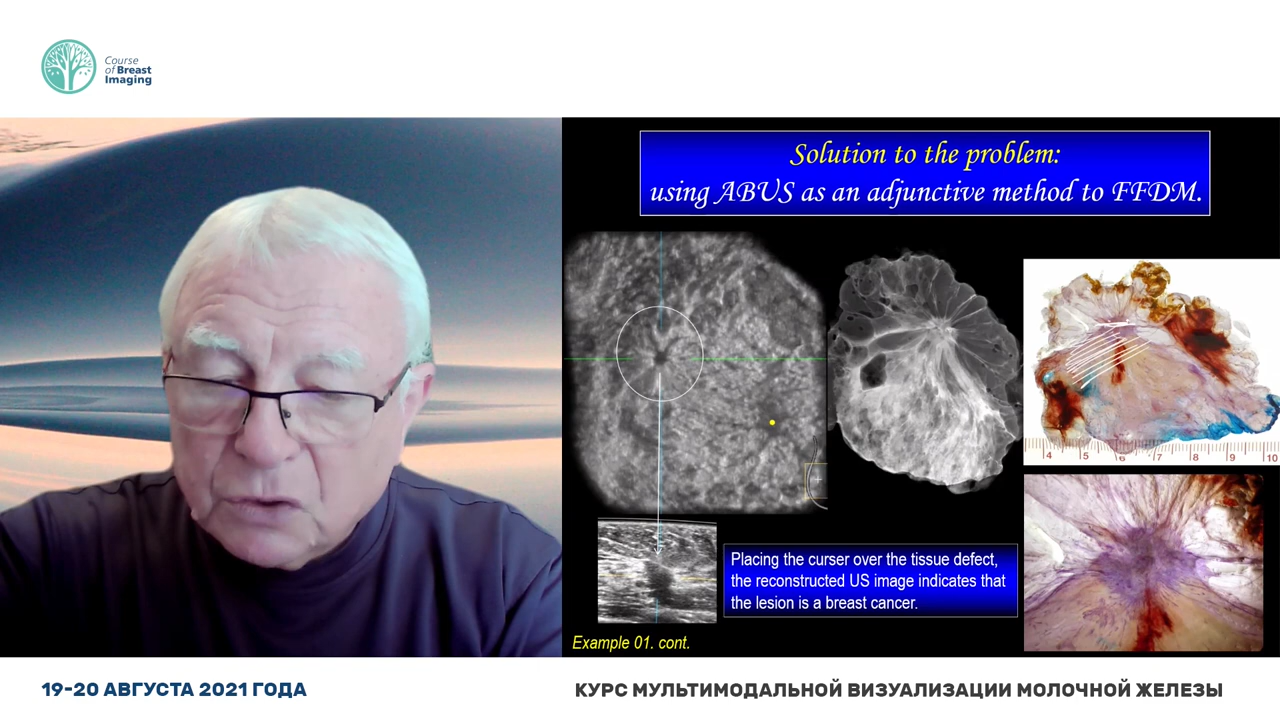 Course
of Breast
Imaging
Solution to the problem:
using ABUS as an adjunctive method to FFDM.
4 5 6 7 8 9 10
Placing the curser over the tissue defect,
the reconstructed US image indicates that
the lesion is a breast cancer.
Example 01. cont.
19-20 АВГУСТА 2021 ГОДА
КУРС МУЛЬТИМОДАЛЬНОЙ ВИЗУАЛИЗАЦИИ МОЛОЧНОЙ ЖЕЛЕЗЫ